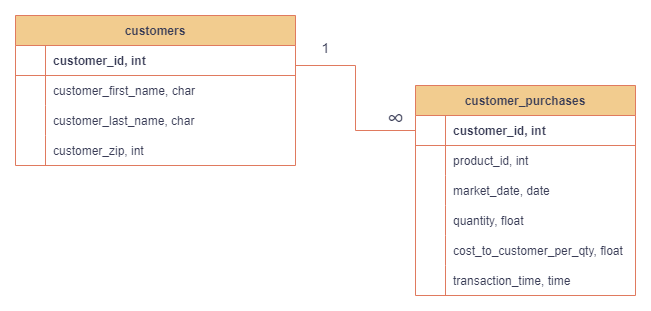 customers
customer_id, int
customer_first_name, char
customer_last_name, char
customer_zip, int
1
∞
customer_purchases
customer_id, int
product_id, int
market_date, date
quantity, float
cost_to_customer_per_qty, float
transaction_time, time